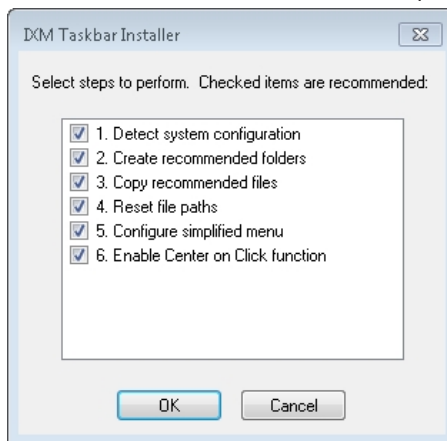 IXM Taskbar Installer
Select steps to perform.  Checked items are recommended:
1. Detect system configuration
2. Create recommended folders
3. Copy recommended files
4. Reset file paths
5. Configure simplified menu
6. Enable Center on Click function
OK
Cancel